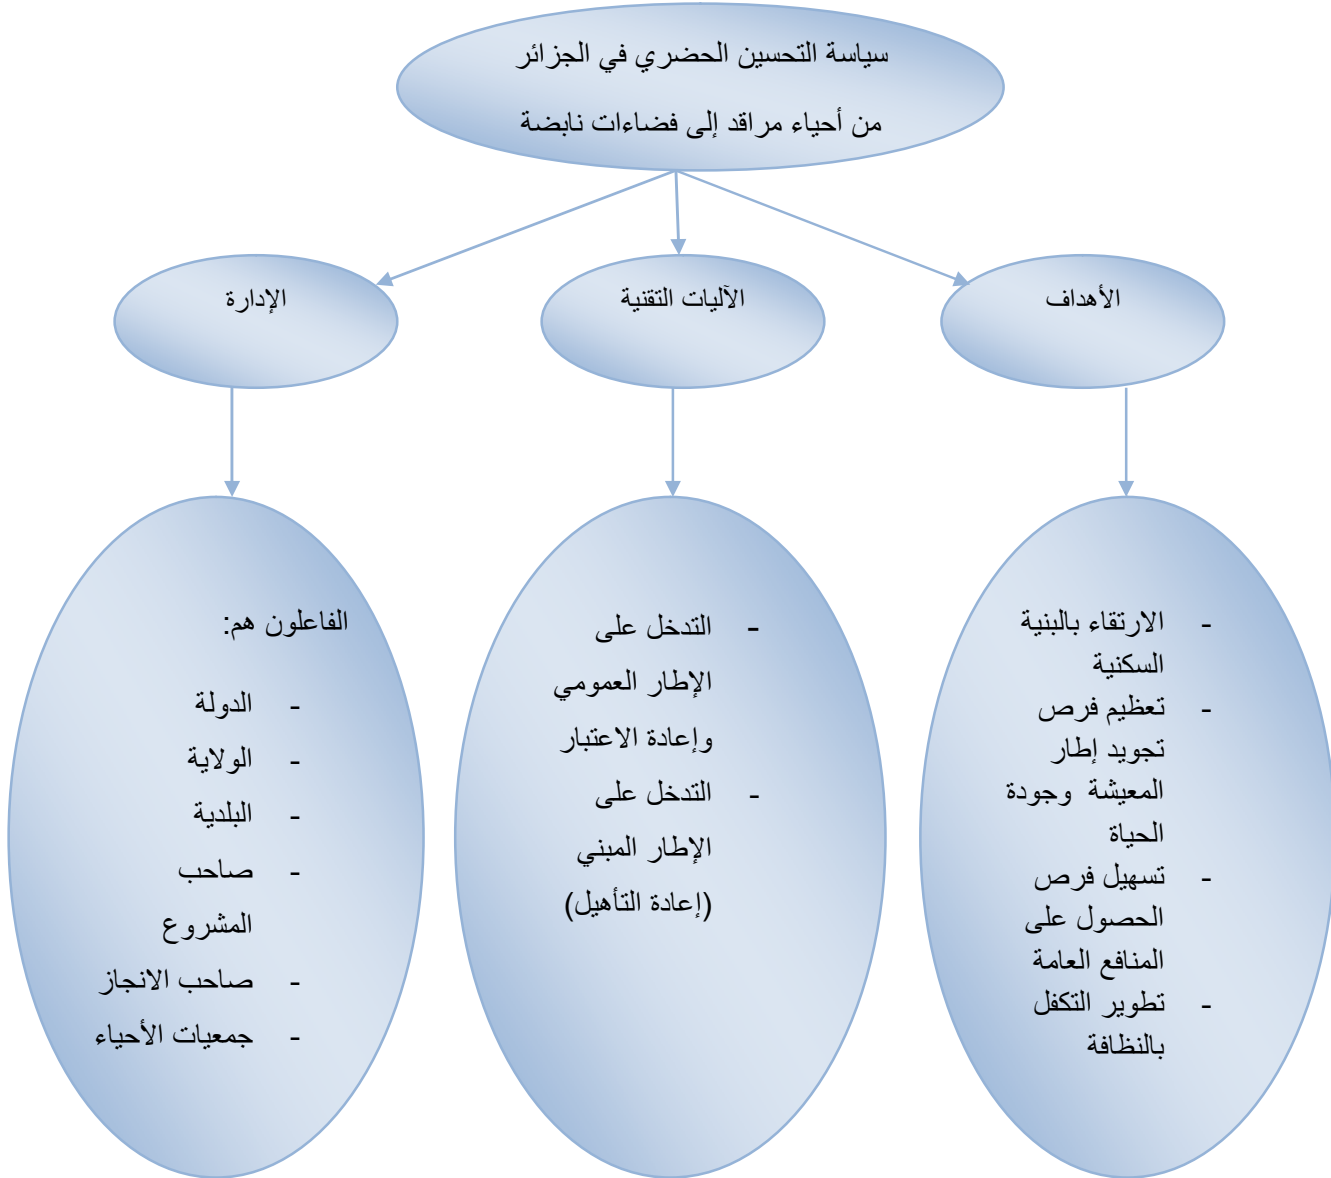 سياسة التحسين الحضري في الجزائر
من أحياء مراقد إلى فضاءات نابضة
الأهداف
الآليات التقنية
الإدارة
- الارتقاء بالبنية
السكنية
- تعظيم فرص
تجويد إطار
المعيشة وجودة
الحياة
- تسهيل فرص
الحصول على
المنافع العامة
- تطوير التكفل
بالنظافة
- التدخل على
الإطار العمومي
وإعادة الاعتبار
- التدخل على
الإطار المبني
(إعادة التأهيل)
الفاعلون هم:
- الدولة
- الولاية
- البلدية
- صاحب
المشروع
- صاحب الانجاز
- جمعيات الأحياء